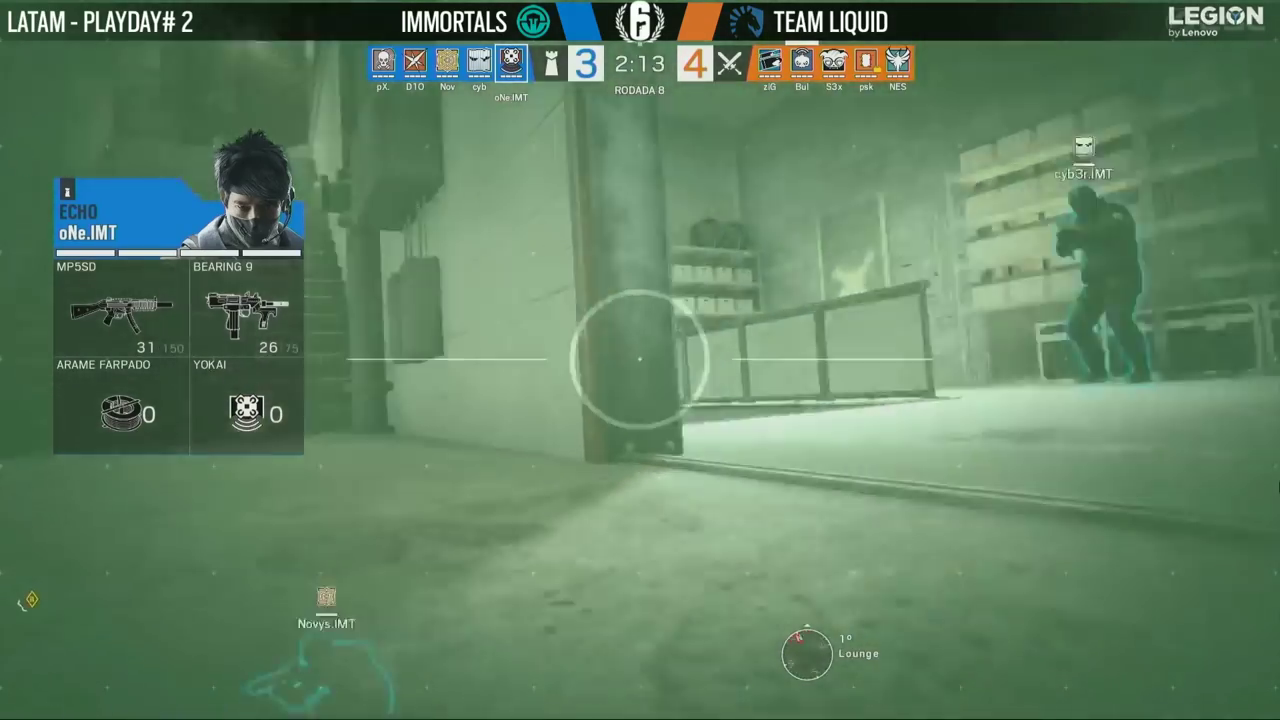 LATAM - PLAYDAY# 2
IMMORTALS
6
TEAM LIQUID
LEGION
by Lenovo
3
2:13
4
RODADA 8
pX.
D1O
Nov
cyb
oNe.IMT
ziG
Bul
S3x
psk
NES
ECHO
oNe.IMT
MP5SD
31 150
BEARING 9
26 75
ARAME FARPADO
0
YOKAI
0
cyb3r.IMT
Novys.IMT
1º
Lounge